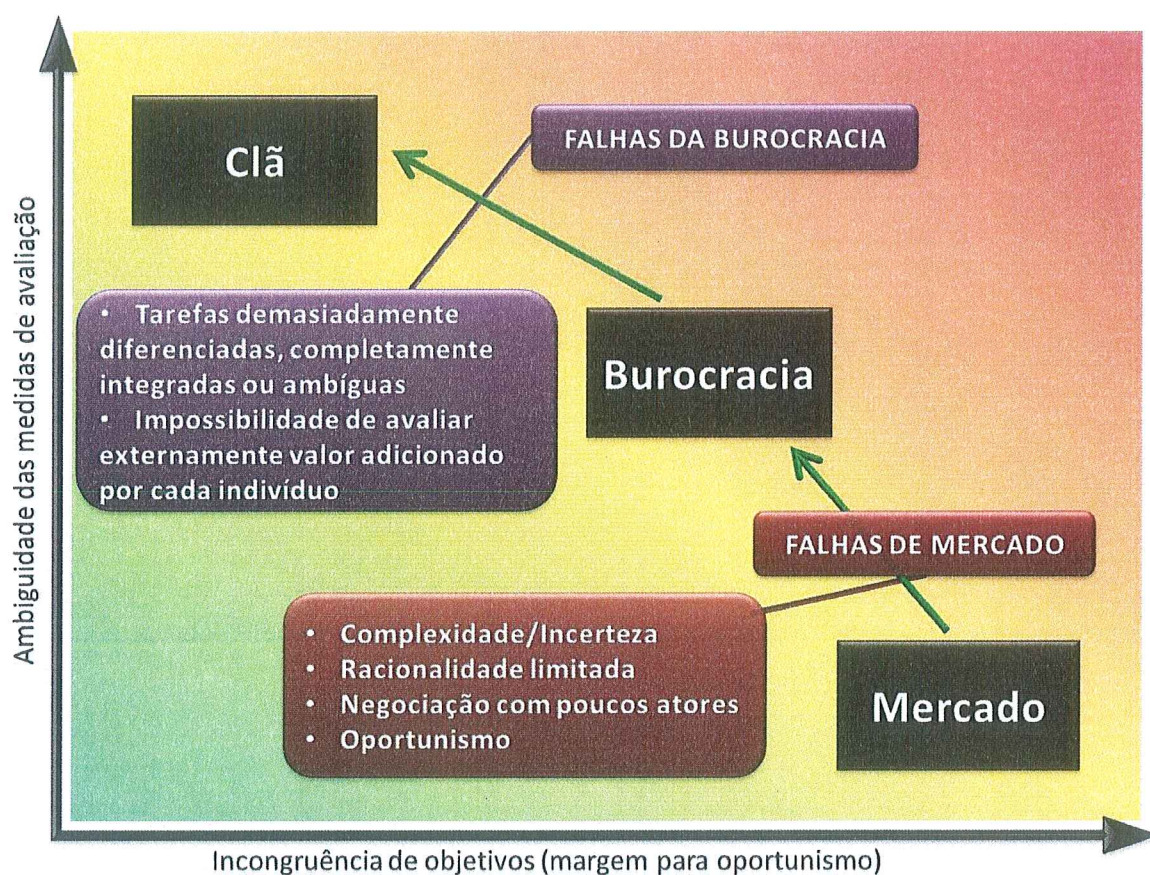 Ambiguidade das medidas de avaliação
Clã
FALHAS DA BUROCRACIA
• Tarefas demasiadamente
diferenciadas, completamente
integradas ou ambíguas
• Impossibilidade de avaliar
externamente valor adicionado
por cada indivíduo
Burocracia
FALHAS DE MERCADO
• Complexidade/Incerteza
• Racionalidade limitada
• Negociação com poucos atores
• Oportunismo
Mercado
Incongruência de objetivos (margem para oportunismo)